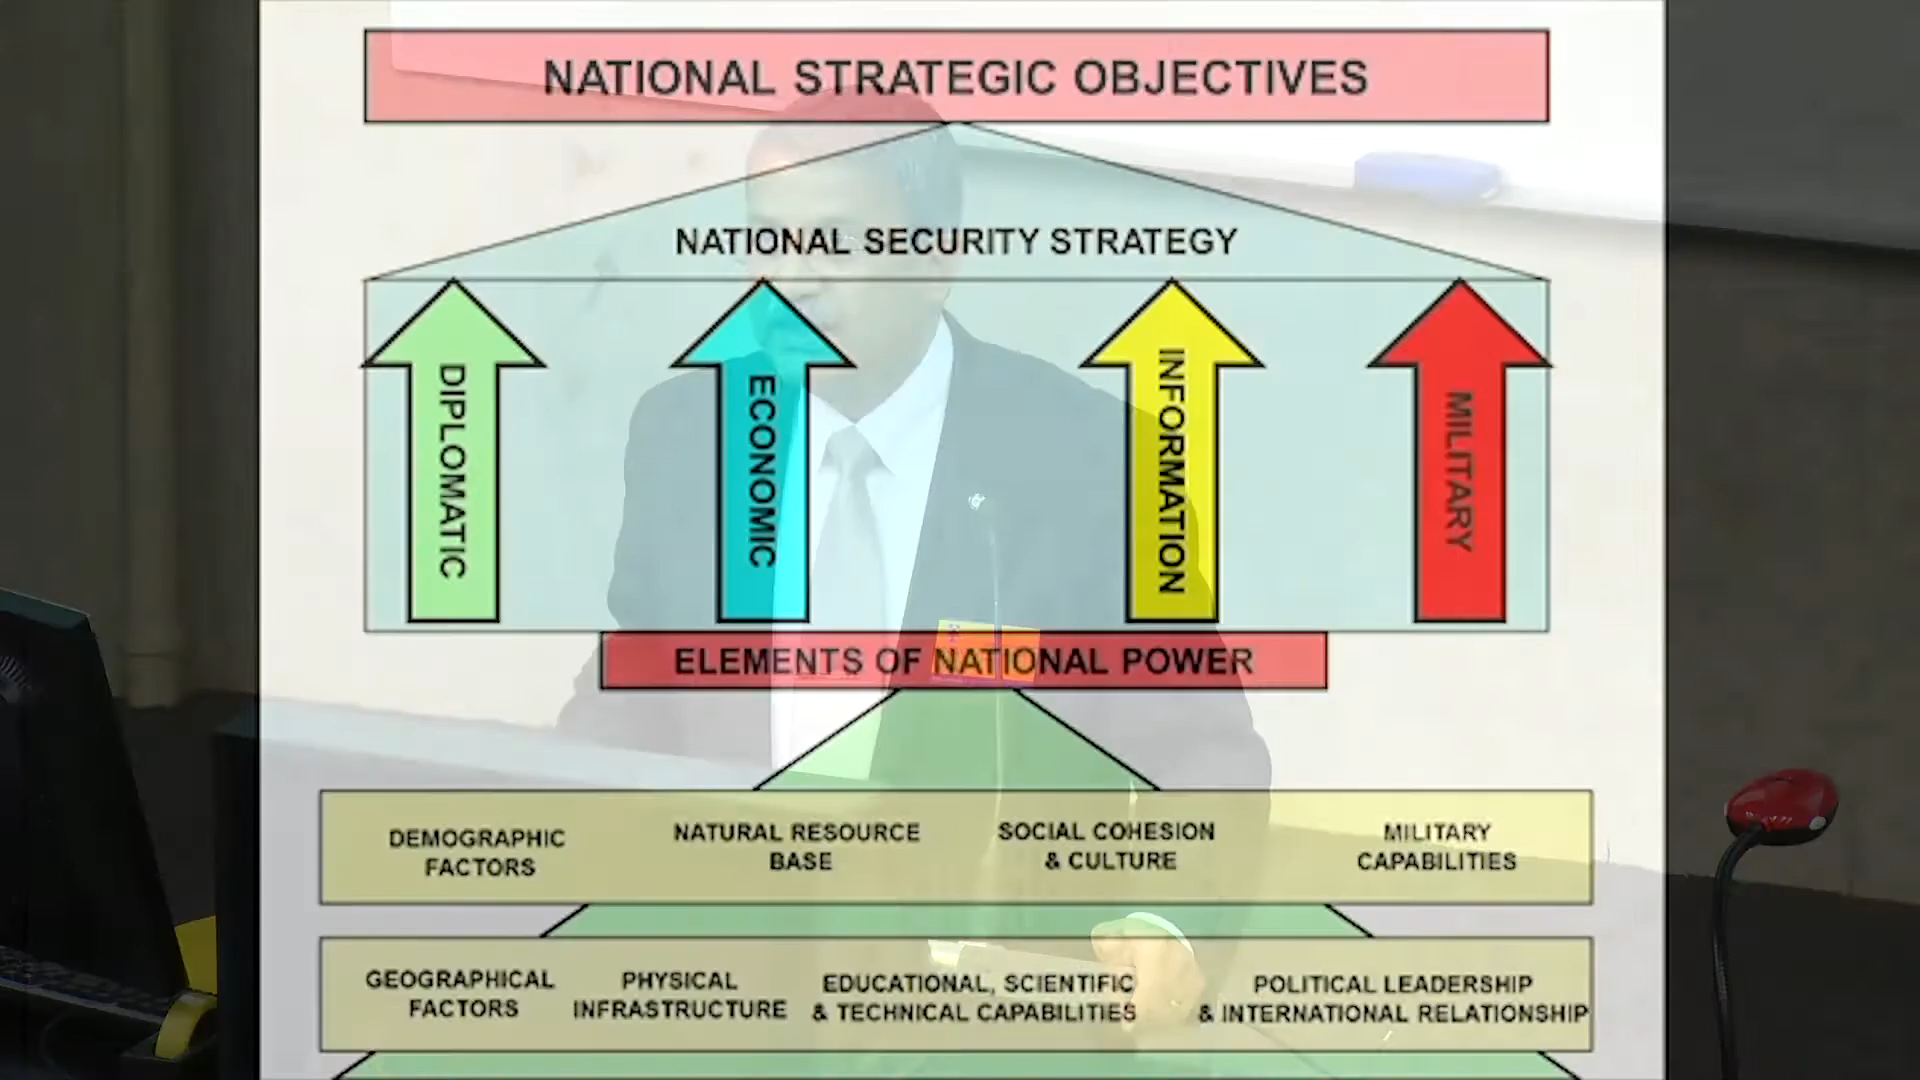 NATIONAL STRATEGIC OBJECTIVES
NATIONAL SECURITY STRATEGY
DIPLOMATIC
ECONOMIC
INFORMATION
MILITARY
ELEMENTS OF NATIONAL POWER
DEMOGRAPHIC
FACTORS
NATURAL RESOURCE
BASE
SOCIAL COHESION
& CULTURE
MILITARY
CAPABILITIES
GEOGRAPHICAL
FACTORS
PHYSICAL
INFRASTRUCTURE
EDUCATIONAL, SCIENTIFIC
& TECHNICAL CAPABILITIES
POLITICAL LEADERSHIP
& INTERNATIONAL RELATIONSHIP